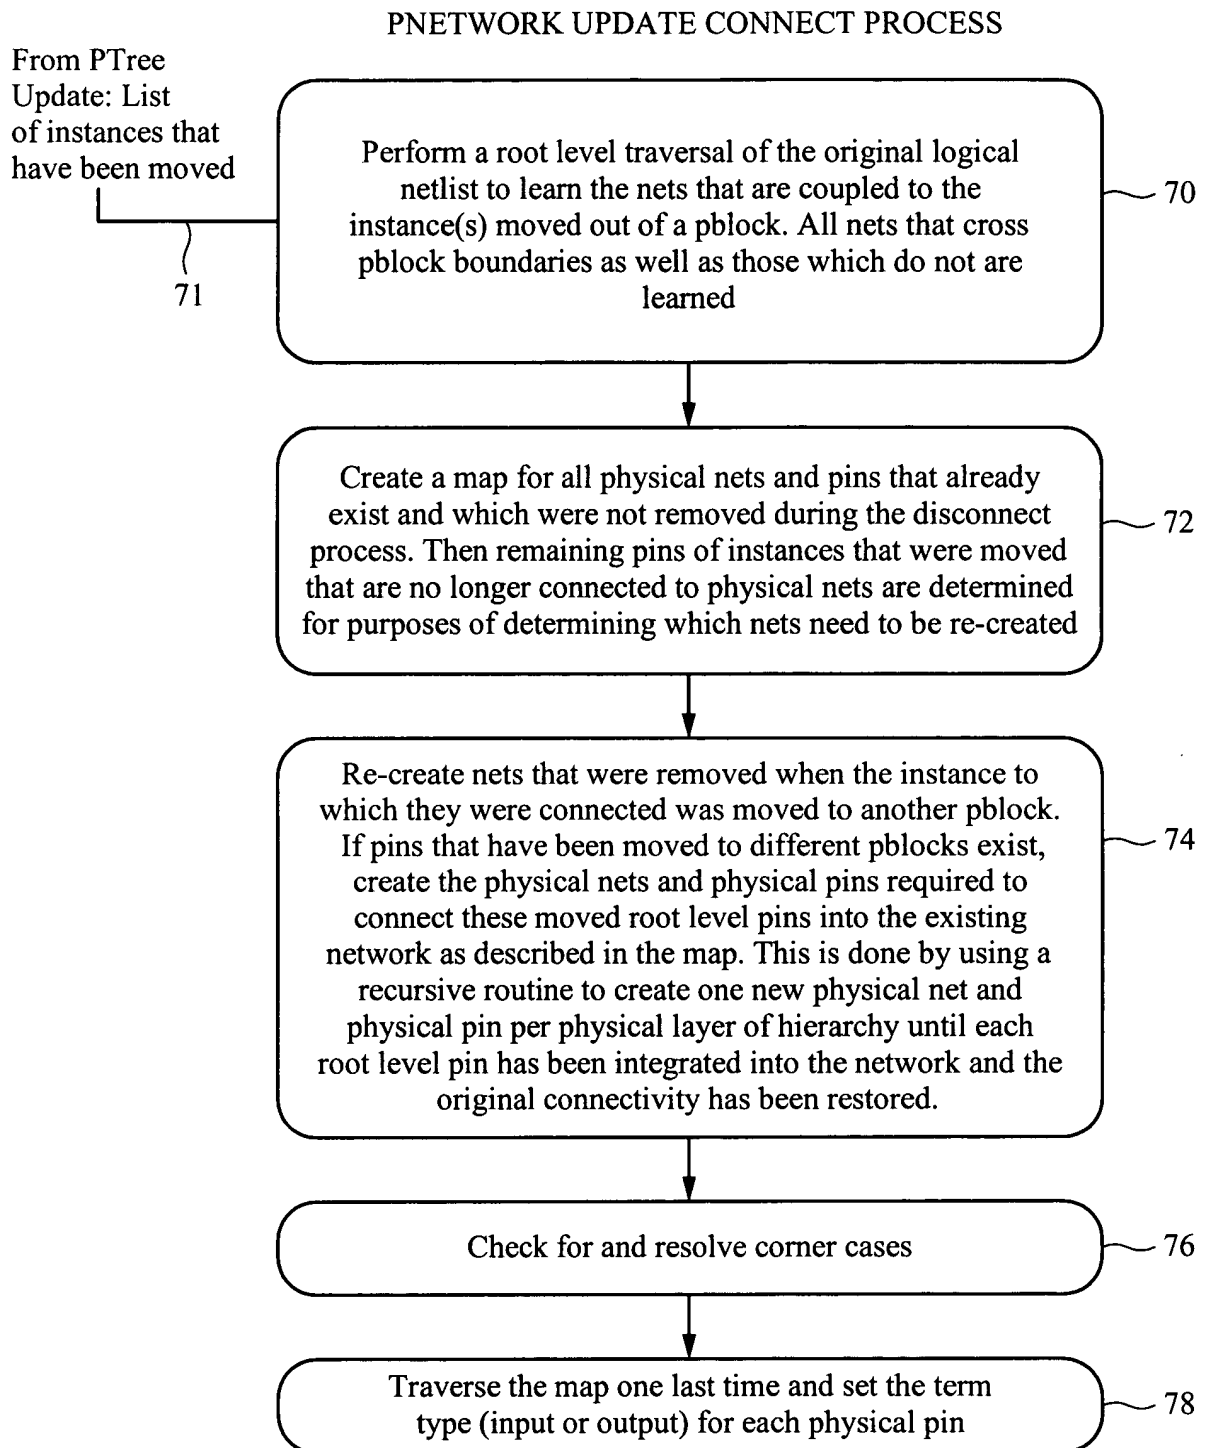 PNETWORK UPDATE CONNECT PROCESS
From PTree
Update: List
of instances that
have been moved
71
Perform a root level traversal of the original logical
netlist to learn the nets that are coupled to the
instance(s) moved out of a pblock. All nets that cross
pblock boundaries as well as those which do not are
learned
70
Create a map for all physical nets and pins that already
exist and which were not removed during the disconnect
process. Then remaining pins of instances that were moved
that are no longer connected to physical nets are determined
for purposes of determining which nets need to be re-created
72
Re-create nets that were removed when the instance to
which they were connected was moved to another pblock.
If pins that have been moved to different pblocks exist,
create the physical nets and physical pins required to
connect these moved root level pins into the existing
network as described in the map. This is done by using a
recursive routine to create one new physical net and
physical pin per physical layer of hierarchy until each
root level pin has been integrated into the network and the
original connectivity has been restored.
74
Check for and resolve corner cases
76
Traverse the map one last time and set the term
type (input or output) for each physical pin
78